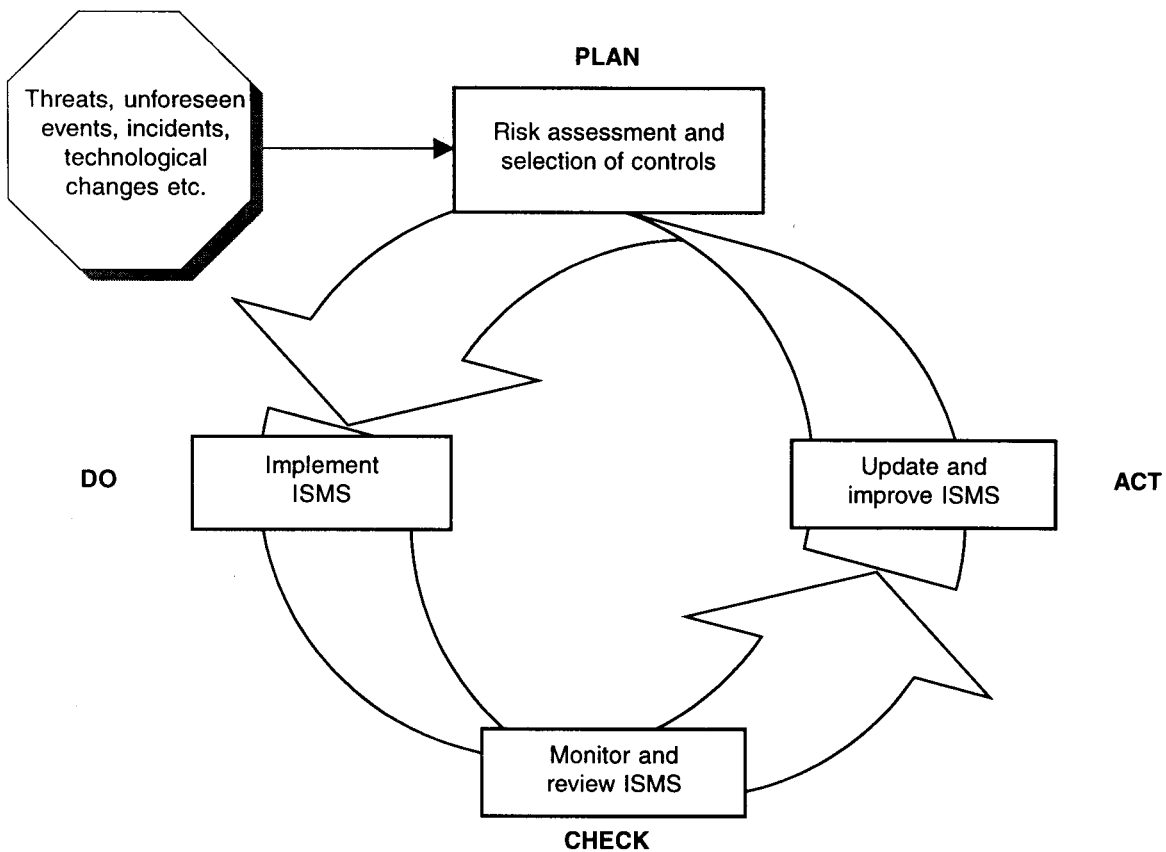 PLAN
Threats, unforeseen
events, incidents,
technological
changes etc.
Risk assessment and
selection of controls
DO
Implement
ISMS
Update and
improve ISMS
ACT
Monitor and
review ISMS
CHECK